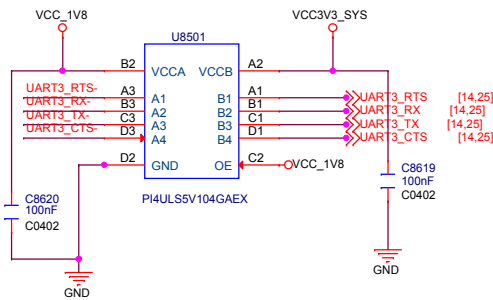 VCC_1V8
U8501
VCC3V3_SYS
B2
VCCA
VCCB
A2
UART3_RTS-
A3
A1
B1
A1
UART3_RTS
[14,25]
UART3_RX-
B3
A2
B2
B1
UART3_RX
[14,25]
UART3_TX-
C3
A3
B3
C1
UART3_TX
[14,25]
UART3_CTS-
D3
A4
B4
D1
UART3_CTS
[14,25]
D2
GND
OE
C2
VCC_1V8
PI4ULS5V104GAEX
C8620
100nF
C0402
C8619
100nF
C0402
GND
GND